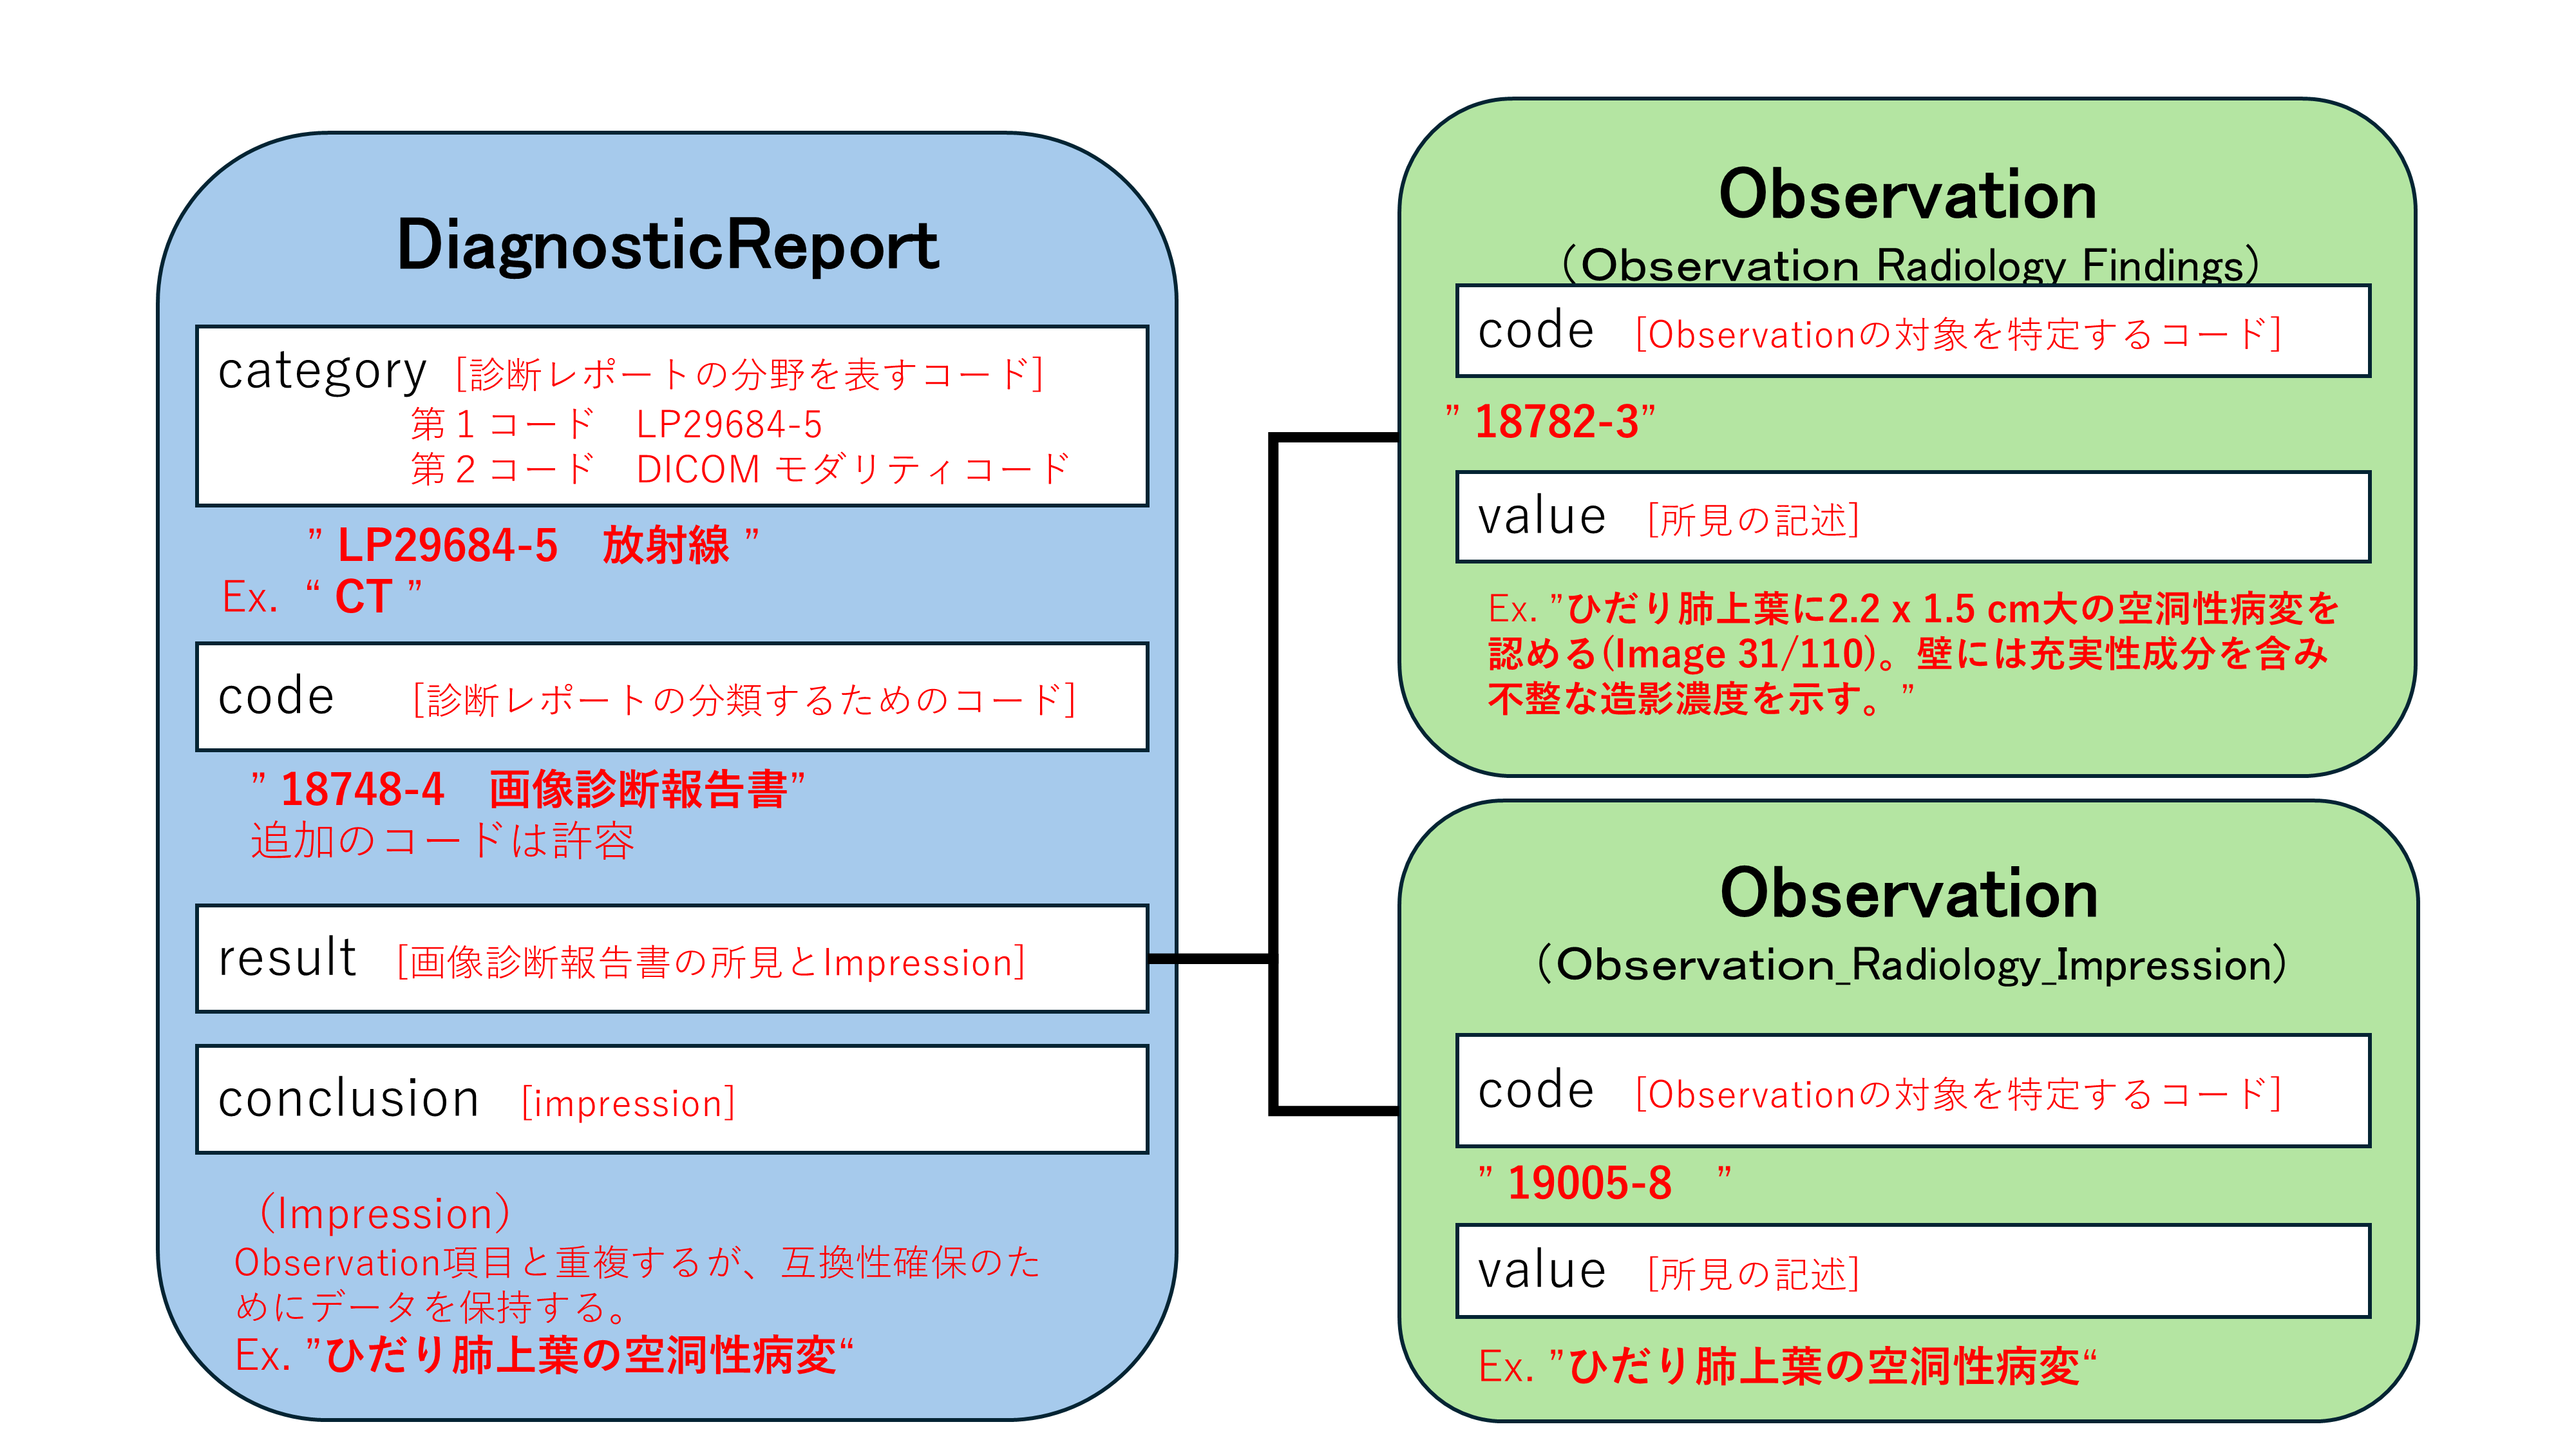 DiagnosticReport
category [診断レポートの分野を表すコード]
第1コード LP29684-5
第2コード DICOM モダリティコード
” LP29684-5 放射線 ”
Ex. “ CT ”
code [診断レポートの分類するためのコード]
” 18748-4 画像診断報告書”
追加のコードは許容
result [画像診断報告書の所見とImpression]
conclusion [impression]
（Impression）
Observation項目と重複するが、互換性確保のた
めにデータを保持する。
Ex. ”ひだり肺上葉の空洞性病変“
Observation
（Observation Radiology Findings）
code [Observationの対象を特定するコード]
” 18782-3”
value [所見の記述]
Ex. ”ひだり肺上葉に2.2 x 1.5 cm大の空洞性病変を
認める(Image 31/110)。壁には充実性成分を含み
不整な造影濃度を示す。”
Observation
（Observation_Radiology_Impression）
code [Observationの対象を特定するコード]
” 19005-8 ”
value [所見の記述]
Ex. ”ひだり肺上葉の空洞性病変“